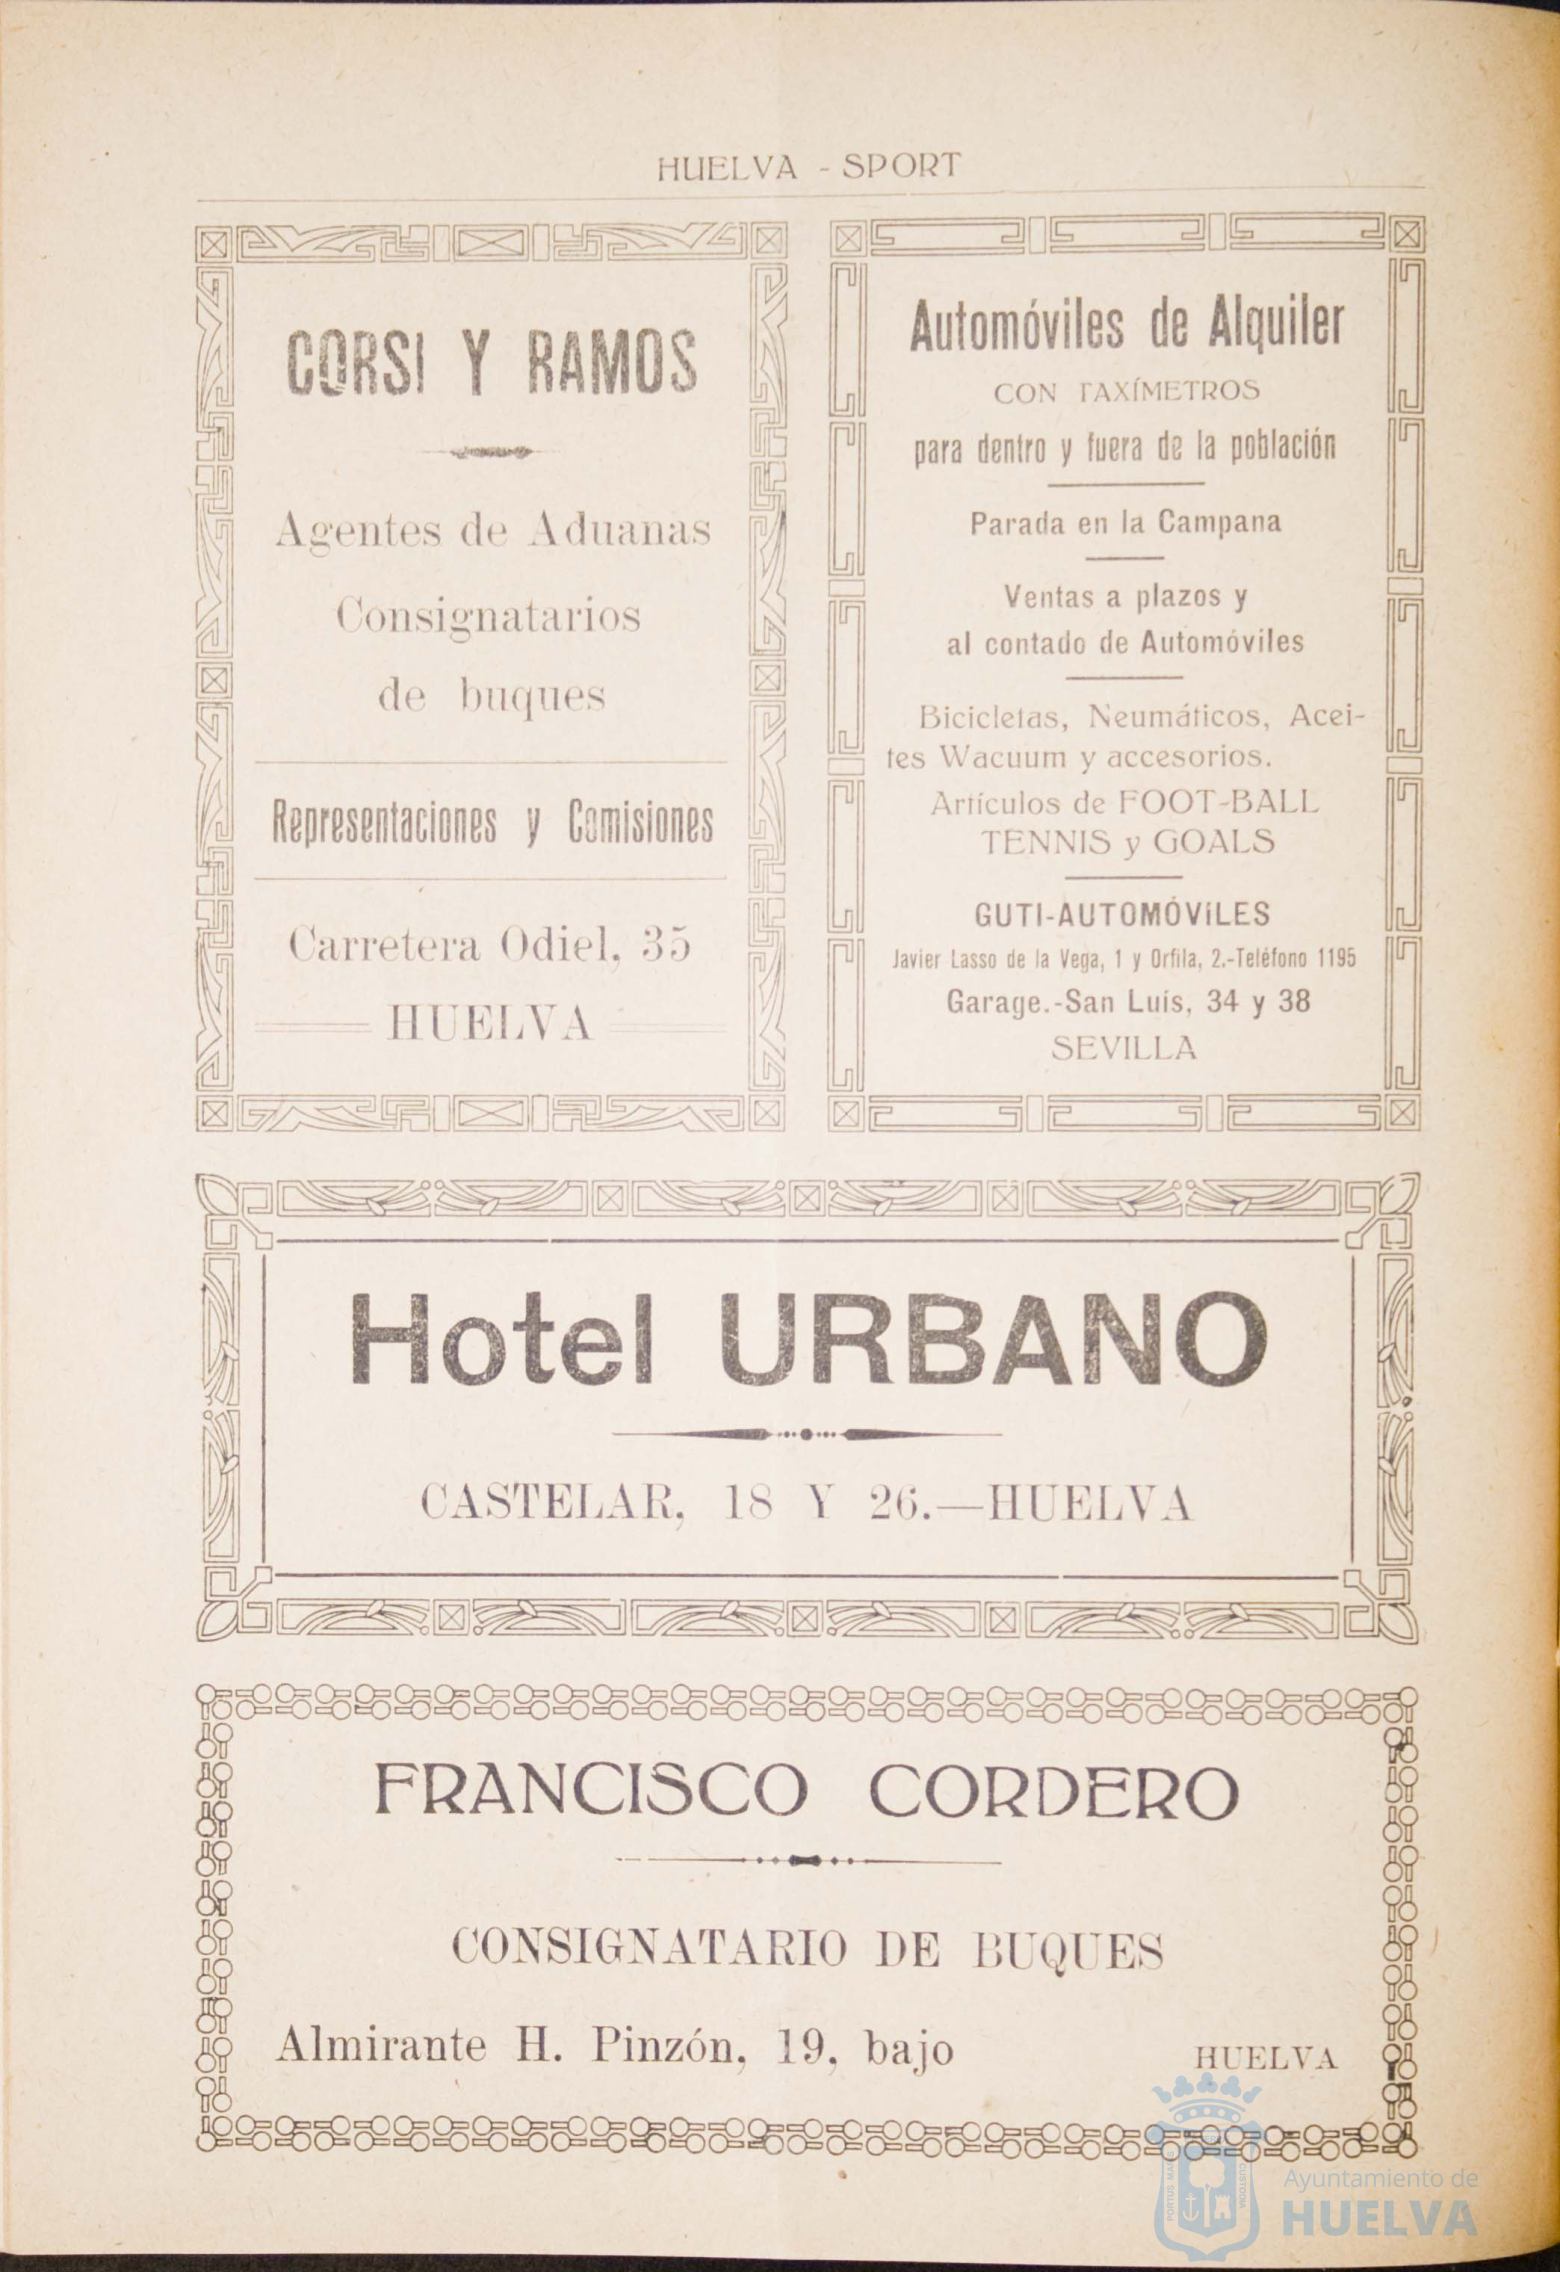 HUELVA - SPORT
CORSI Y RAMOS
Agentes de Aduanas
Consignatarios
de buques
Representaciones y Comisiones
Carretera Odiel, 35
HUELVA
Automóviles de Alquiler
CON TAXÍMETROS
para dentro y fuera de la población
Parada en la Campana
Ventas a plazos y
al contado de Automóviles
Bicicletas, Neumáticos, Acei-
tes Wacuum y accesorios.
Artículos de FOOT-BALL
TENNIS y GOALS
GUTI-AUTOMÓViLES
Javier Lasso de la Vega, 1 y Orfila, 2.-Teléfono 1195
Garage.-San Luís, 34 y 38
SEVILLA
Hotel URBANO
CASTELAR, 18 Y 26.—HUELVA
FRANCISCO CORDERO
CONSIGNATARIO DE BUQUES
Almirante H. Pinzón, 19, bajo HUELVA
PORTUS MARIS
CUSTODIA
Ayuntamiento de
HUELVA